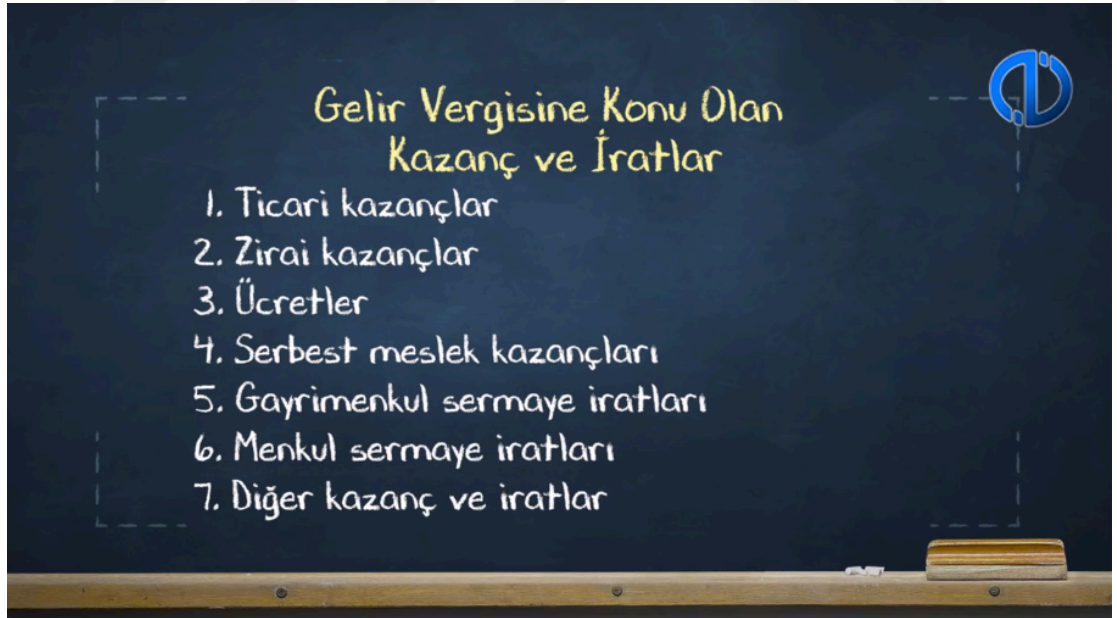 Gelir Vergisine Konu Olan
Kazanç ve İratlar
1. Ticari kazançlar
2. Zirai kazançlar
3. Ücretler
4. Serbest meslek kazançları
5. Gayrimenkul sermaye iratları
6. Menkul sermaye iratları
7. Diğer kazanç ve iratlar